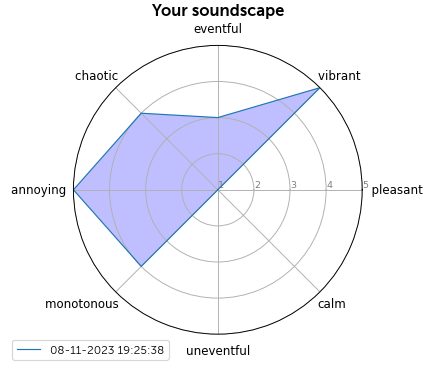 Your soundscape
eventful
chaotic
vibrant
annoying
1 2 3 4 5
pleasant
monotonous
calm
uneventful
08-11-2023 19:25:38